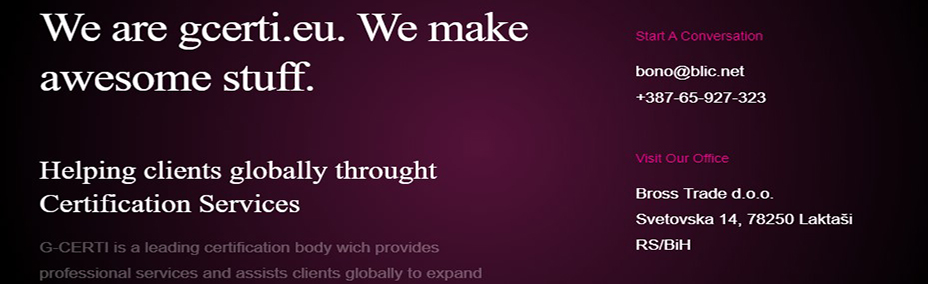 We are gcerti.eu. We make
awesome stuff.
Helping clients globally throught
Certification Services
G-CERTI is a leading certification body wich provides
professional services and assists clients globally to expand
Start A Conversation
bono@blic.net
+387-65-927-323
Visit Our Office
Bross Trade d.o.o.
Svetovska 14, 78250 Laktaši
RS/BiH